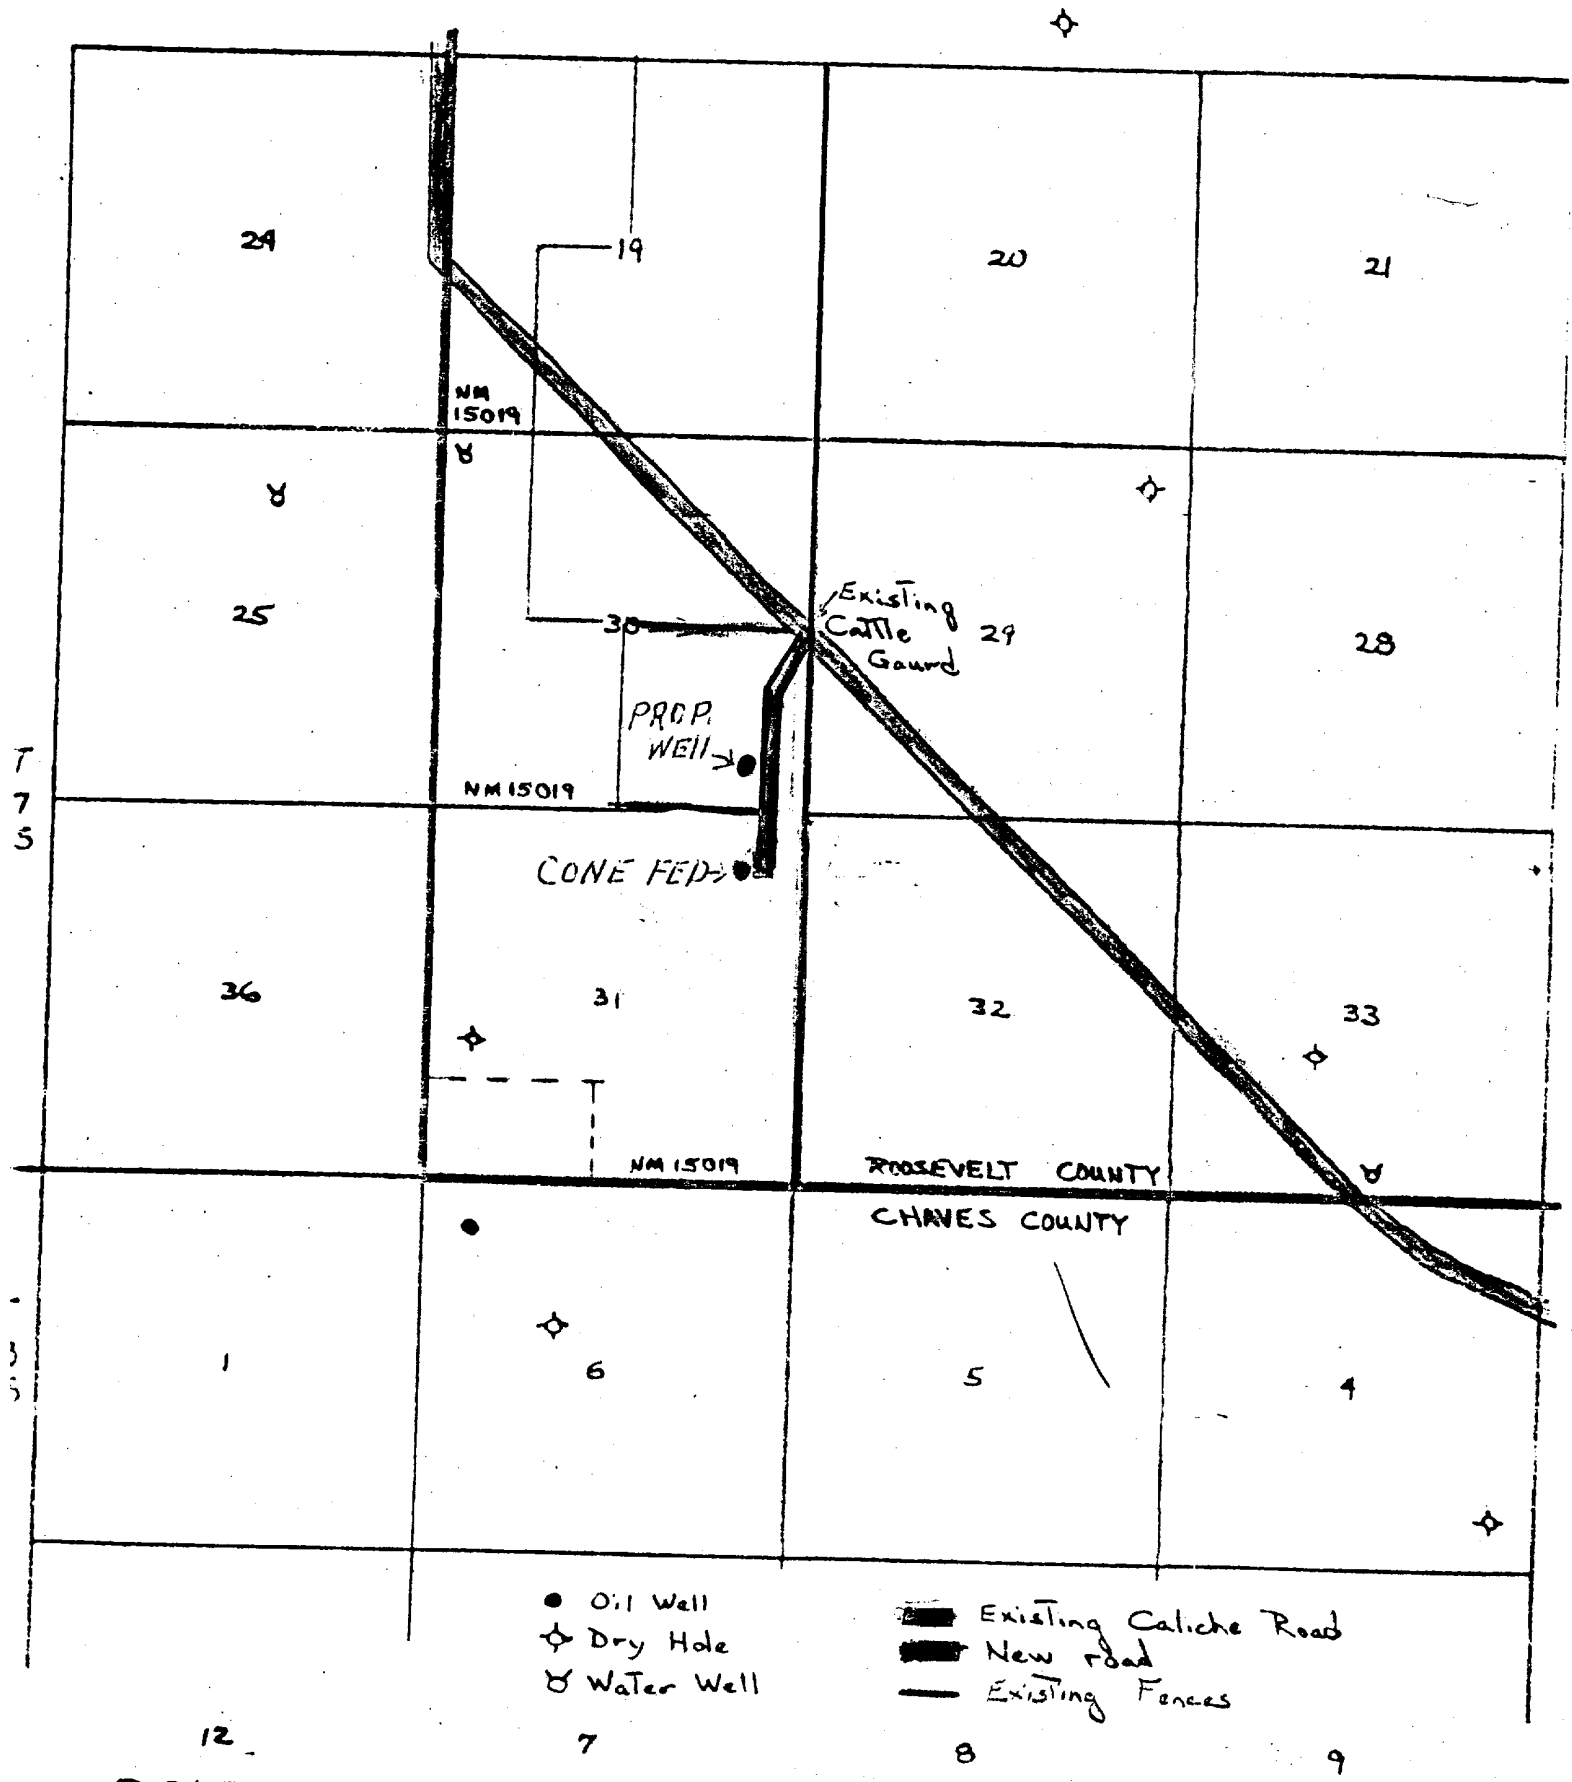 24
19
20
21
NM
15019
25
30
Existing
Cattle
Gaurd
29
28
PROP.
WEll
T
7
S
NM 15019
CONE FED
36
31
32
33
NM 15019
ROOSEVELT COUNTY
CHAVES COUNTY
1
6
5
4
Oil Well
Dry Hole
Water Well
Existing Caliche Road
New road
Existing Fences
12
7
8
9